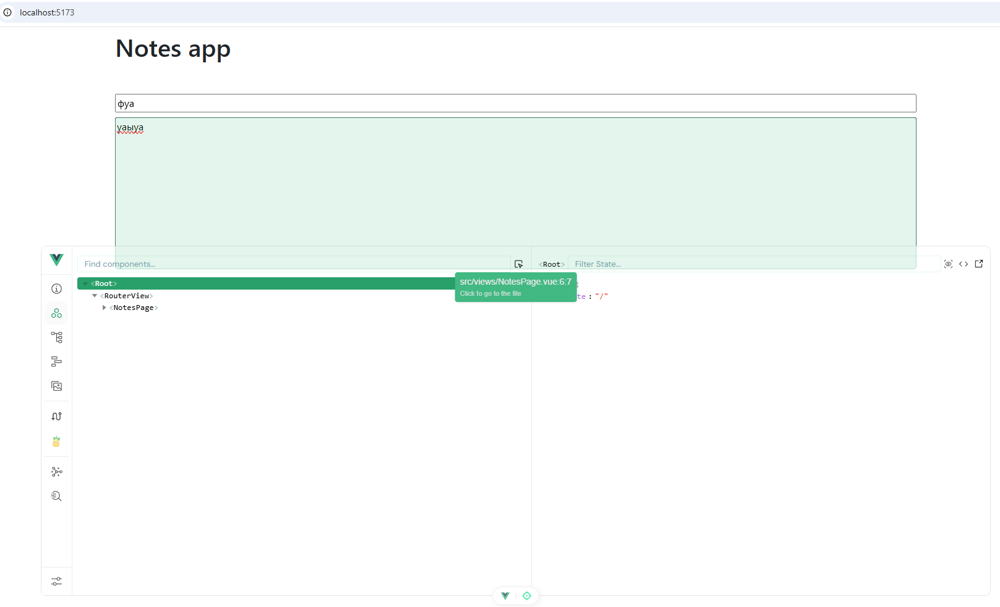 localhost:5173
Notes app
фуа
уаыуа
Find components...
<Root>
Filter State...
<Root>
<RouterView>
<NotesPage>
src/views/NotesPage.vue:6:7
Click to go to the file
te : "/"